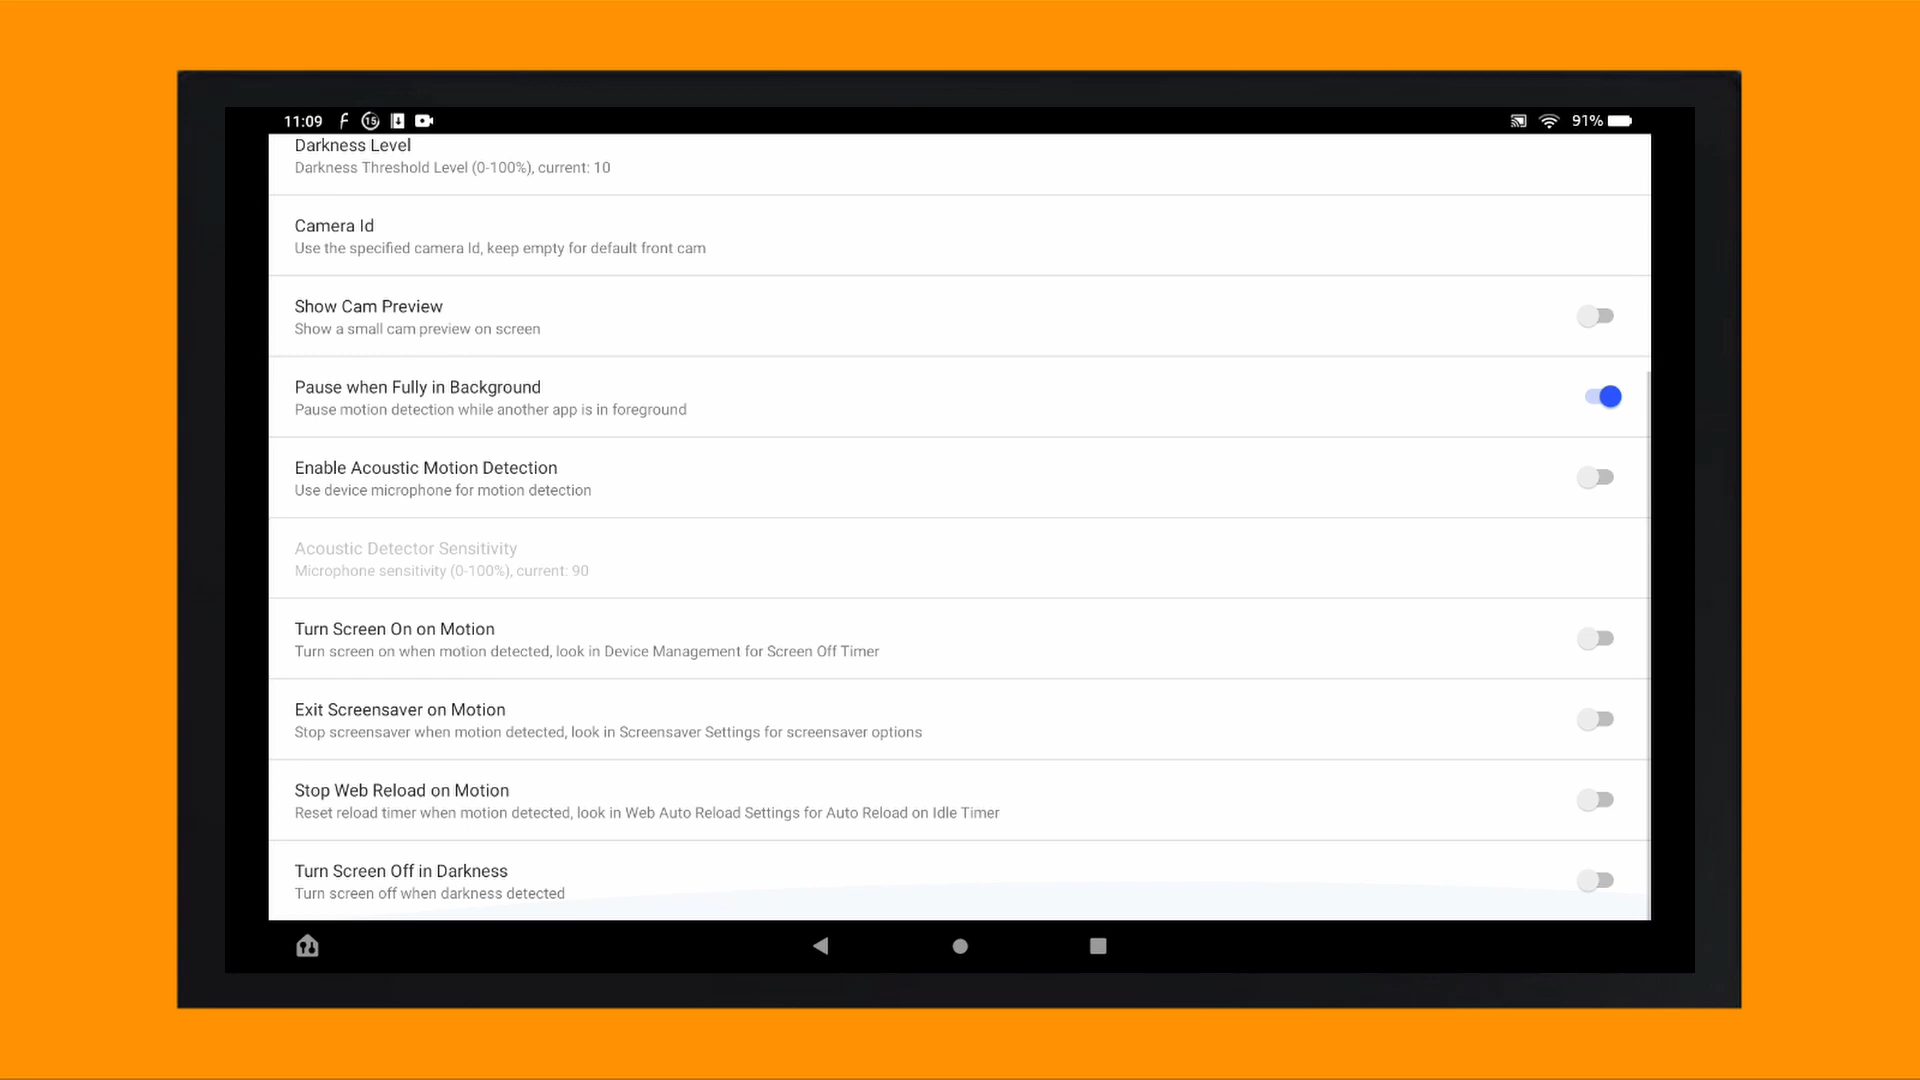 11:09
15
91%
Darkness Level
Darkness Threshold Level (0-100%), current: 10
Camera Id
Use the specified camera Id, keep empty for default front cam
Show Cam Preview
Show a small cam preview on screen
Pause when Fully in Background
Pause motion detection while another app is in foreground
Enable Acoustic Motion Detection
Use device microphone for motion detection
Acoustic Detector Sensitivity
Microphone sensitivity (0-100%), current: 90
Turn Screen On on Motion
Turn screen on when motion detected, look in Device Management for Screen Off Timer
Exit Screensaver on Motion
Stop screensaver when motion detected, look in Screensaver Settings for screensaver options
Stop Web Reload on Motion
Reset reload timer when motion detected, look in Web Auto Reload Settings for Auto Reload on Idle Timer
Turn Screen Off in Darkness
Turn screen off when darkness detected